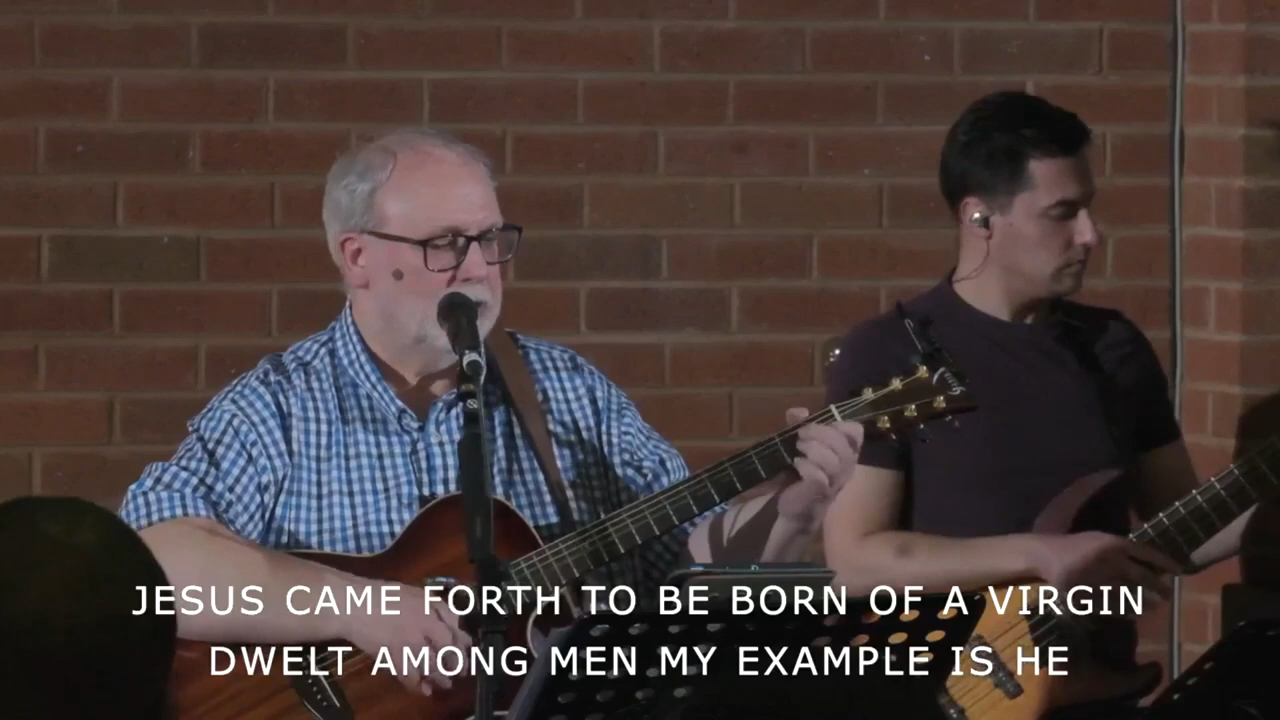 JESUS CAME FORTH TO BE BORN OF A VIRGIN
DWELT AMONG MEN MY EXAMPLE IS HE